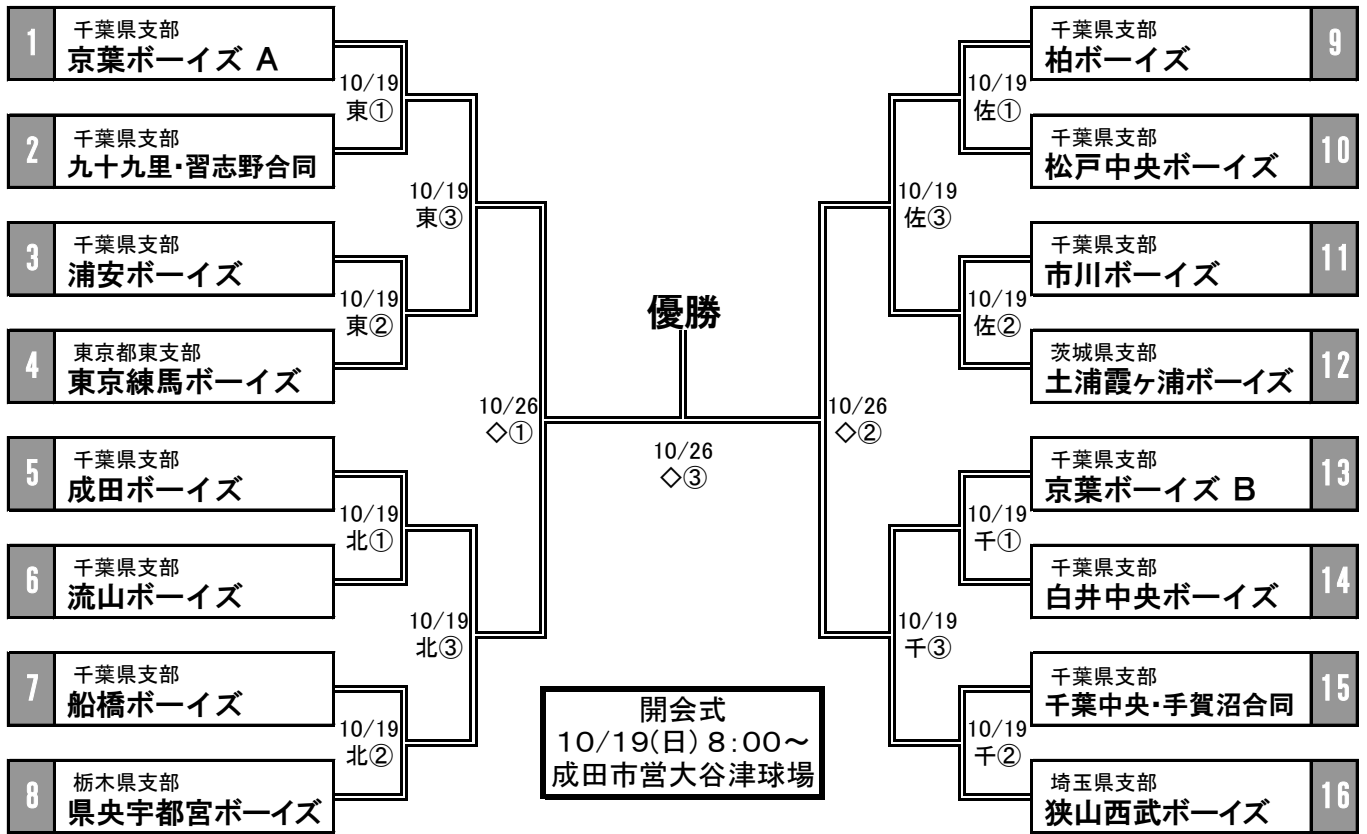 1
千葉県支部
京葉ボーイズ A
2
千葉県支部
九十九里・習志野合同
3
千葉県支部
浦安ボーイズ
4
東京都東支部
東京練馬ボーイズ
5
千葉県支部
成田ボーイズ
6
千葉県支部
流山ボーイズ
7
千葉県支部
船橋ボーイズ
8
栃木県支部
県央宇都宮ボーイズ
10/19
東①
10/19
東②
10/19
北①
10/19
北②
10/19
東③
10/19
北③
10/26
◇①
優勝
10/26
◇③
開会式
10/19(日) 8:00～
成田市営大谷津球場
10/26
◇②
10/19
佐③
10/19
千③
10/19
佐①
10/19
佐②
10/19
千①
10/19
千②
千葉県支部
柏ボーイズ
9
千葉県支部
松戸中央ボーイズ
10
千葉県支部
市川ボーイズ
11
茨城県支部
土浦霞ヶ浦ボーイズ
12
千葉県支部
京葉ボーイズ B
13
千葉県支部
白井中央ボーイズ
14
千葉県支部
千葉中央・手賀沼合同
15
埼玉県支部
狭山西武ボーイズ
16